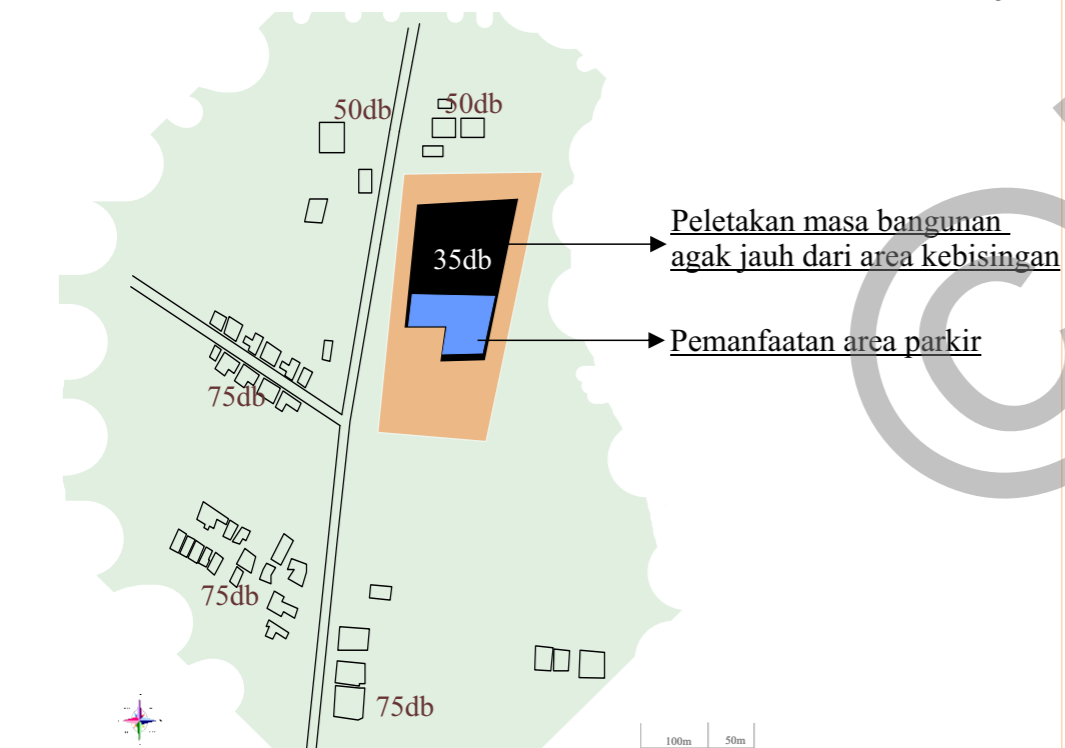 50db
50db
Peletakan masa bangunan
agak jauh dari area kebisingan
35db
Pemanfaatan area parkir
75db
75db
75db
100m 50m